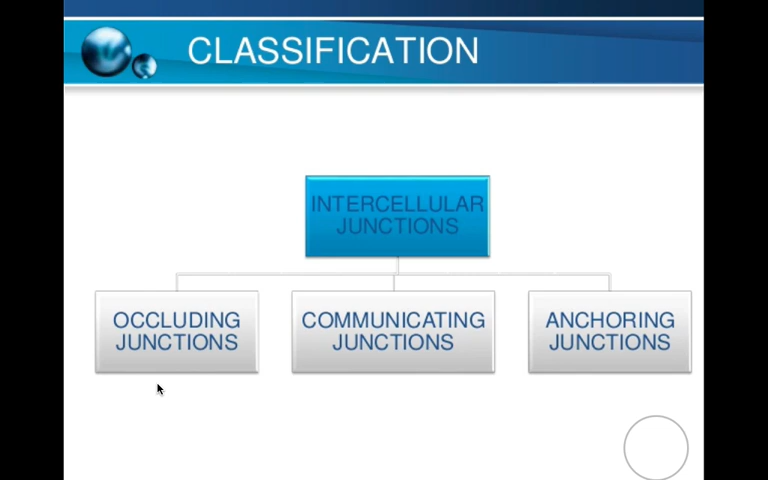 CLASSIFICATION
INTERCELLULAR
JUNCTIONS
OCCLUDING
JUNCTIONS
COMMUNICATING
JUNCTIONS
ANCHORING
JUNCTIONS